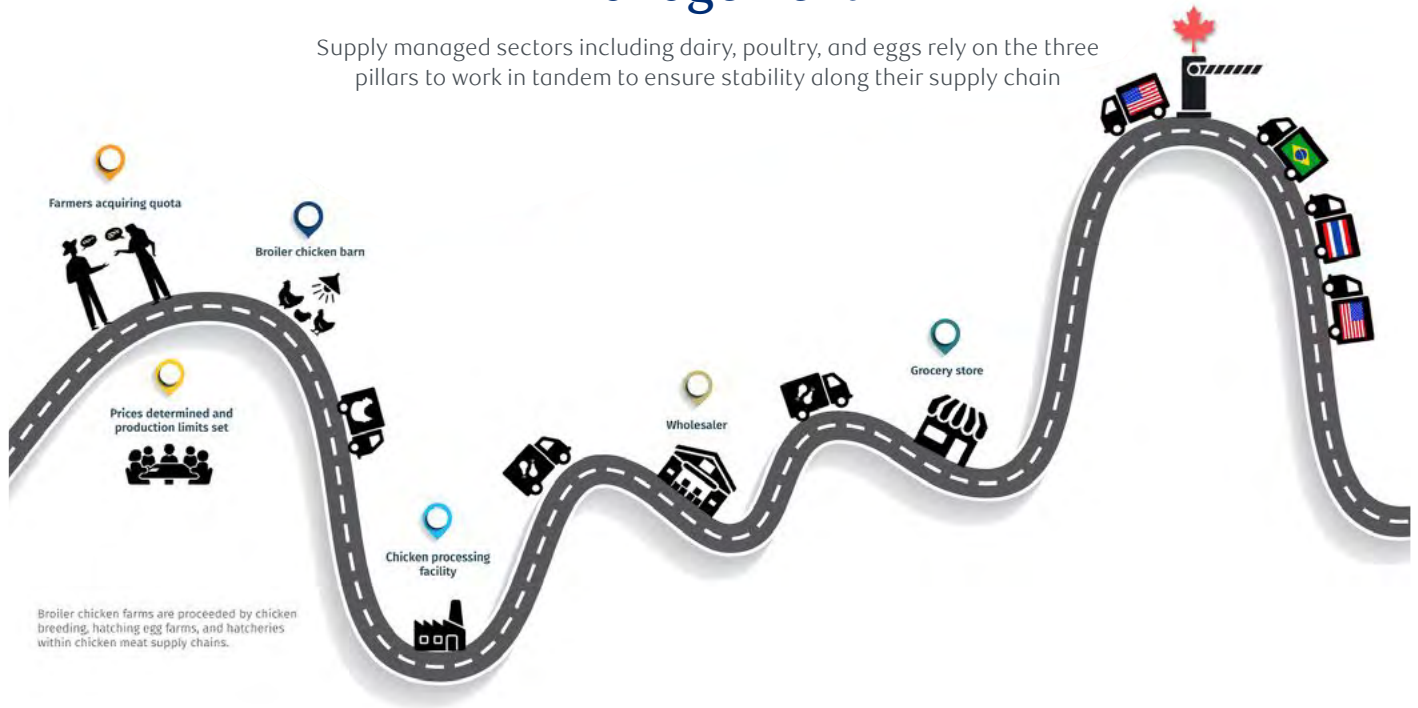 Supply managed sectors including dairy, poultry, and eggs rely on the three
pillars to work in tandem to ensure stability along their supply chain
Farmers acquiring quota
Broiler chicken barn
Prices determined and
production limits set
Chicken processing
facility
Wholesaler
Grocery store
Broiler chicken farms are proceeded by chicken
breeding, hatching egg farms, and hatcheries
within chicken meat supply chains.